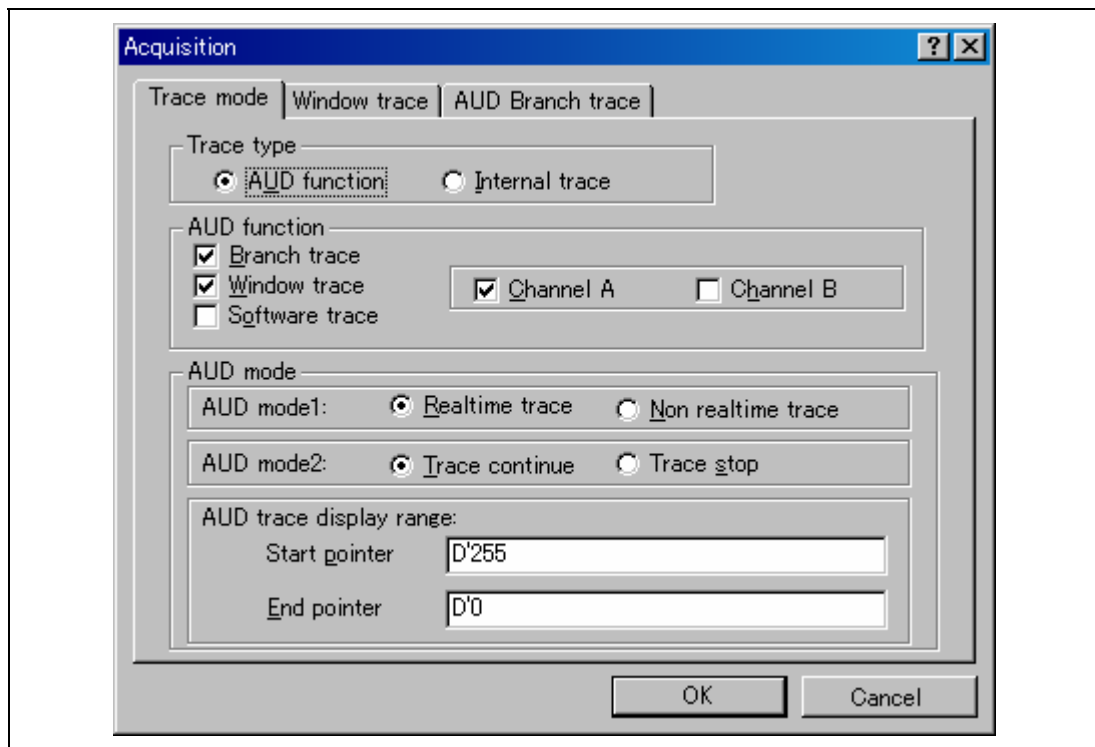 Acquisition
Trace mode Window trace AUD Branch trace
Trace type
AUD function Internal trace
AUD function
Branch trace
Window trace Channel A Channel B
Software trace
AUD mode
AUD mode1: Realtime trace Non realtime trace
AUD mode2: Trace continue Trace stop
AUD trace display range:
Start pointer D'255
End pointer D'0
OK Cancel